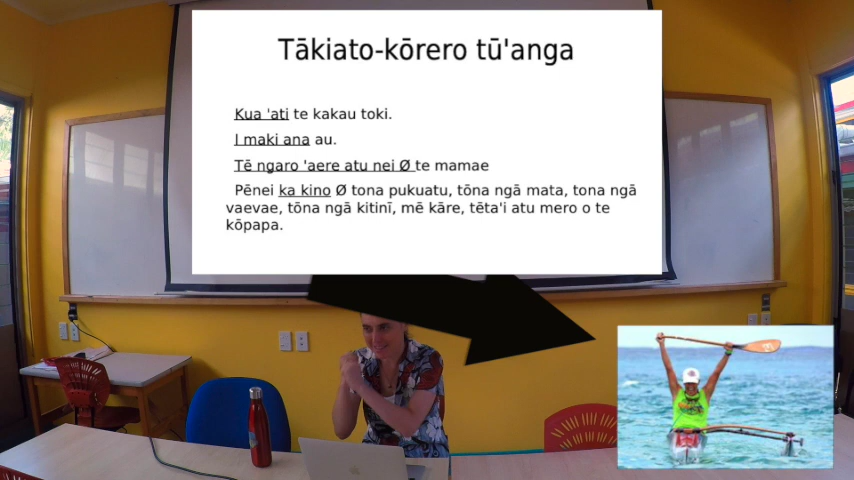 Tākiato-kōrero tū'anga
Kua 'ati te kakau toki.
I maki ana au.
Tē ngaro 'aere atu nei Ø te mamae
Pēnei ka kino Ø tona pukuatu, tōna ngā mata, tona ngā
vaevae, tōna ngā kitinī, mē kāre, tēta'i atu mero o te
kōpapa.